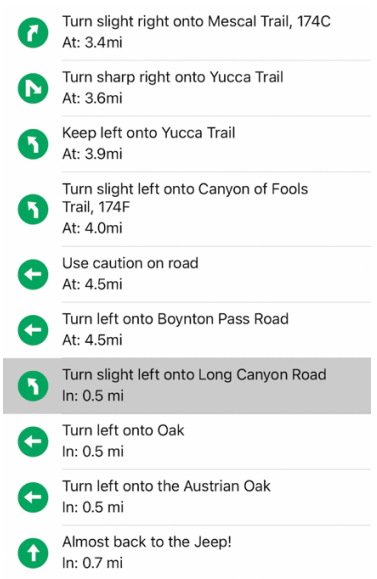 Turn slight right onto Mescal Trail, 174C
At: 3.4mi
Turn sharp right onto Yucca Trail
At: 3.6mi
Keep left onto Yucca Trail
At: 3.9mi
Turn slight left onto Canyon of Fools
Trail, 174F
At: 4.0mi
Use caution on road
At: 4.5mi
Turn left onto Boynton Pass Road
At: 4.5mi
Turn slight left onto Long Canyon Road
In: 0.5 mi
Turn left onto Oak
In: 0.5 mi
Turn left onto the Austrian Oak
In: 0.5 mi
Almost back to the Jeep!
In: 0.7 mi